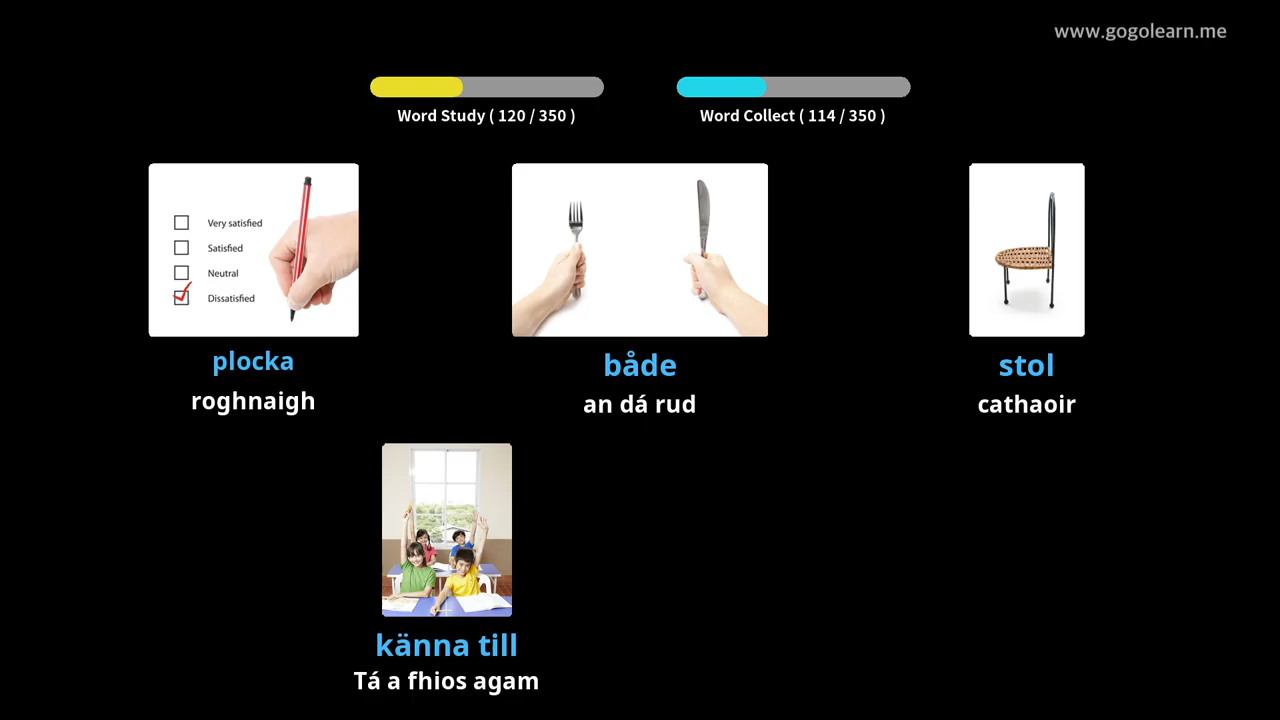 www.gogolearn.me
Word Study ( 120 / 350 )
Word Collect ( 114 / 350 )
Very satisfied
Satisfied
Neutral
Dissatisfied
plocka
roghnaigh
både
an dá rud
stol
cathaoir
känna till
Tá a fhios agam